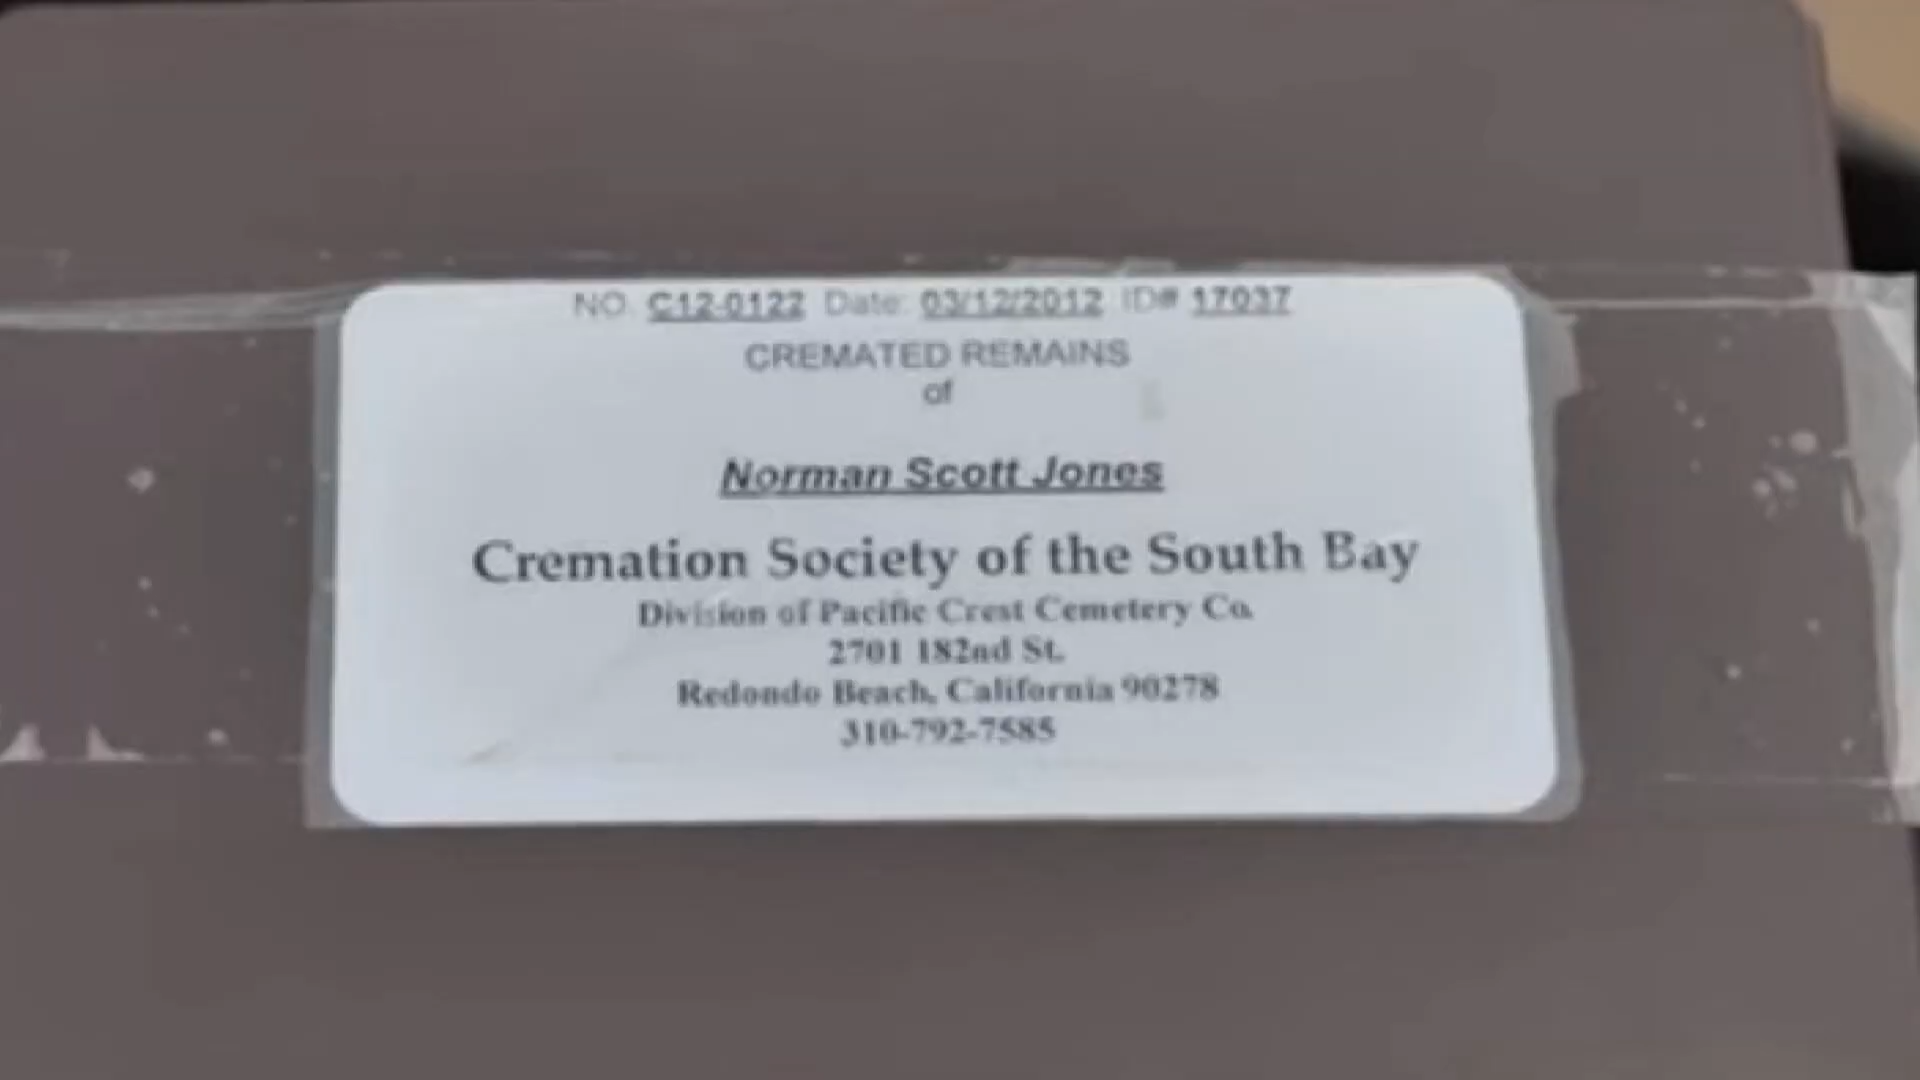 NO. C12-0122 Date: 03/12/2012 ID# 17037
CREMATED REMAINS
of
Norman Scott Jones
Cremation Society of the South Bay
Division of Pacific Crest Cemetery Co.
2701 182nd St.
Redondo Beach, California 90278
310-792-7585